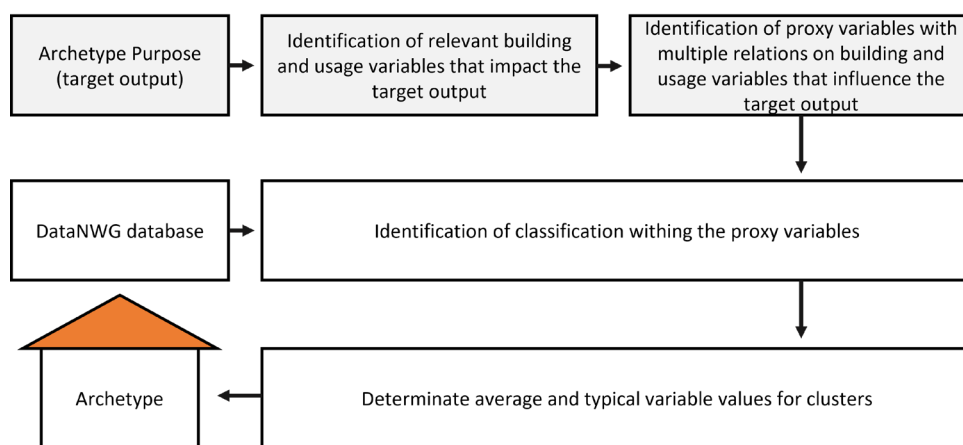 Archetype Purpose
(target output)
Identification of relevant building
and usage variables that impact the
target output
Identification of proxy variables with
multiple relations on building and
usage variables that influence the
target output
DataNWG database
Identification of classification withing the proxy variables
Archetype
Determinate average and typical variable values for clusters